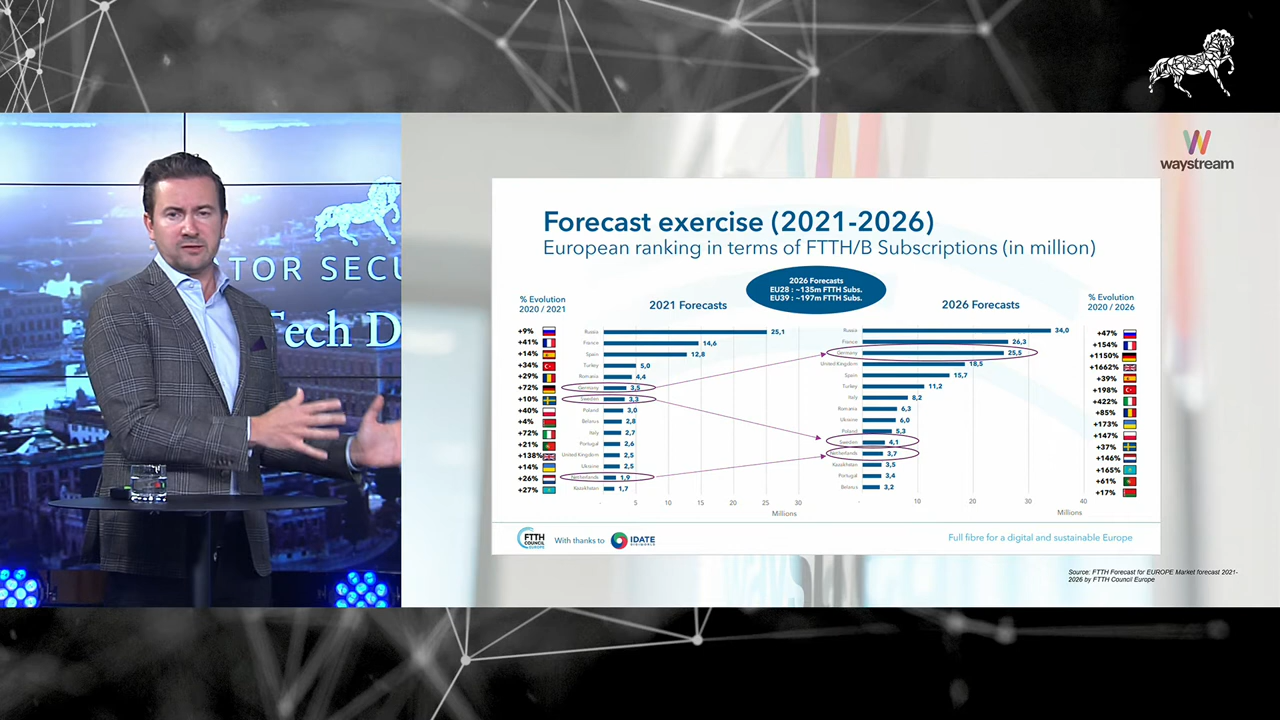 waystream
TOR SECU
Tech D
Forecast exercise (2021-2026)
European ranking in terms of FTTH/B Subscriptions (in million)
2026 Forecasts
EU28 : ~135m FTTH Subs.
EU39 : ~197m FTTH Subs.
% Evolution
2020 / 2021
2021 Forecasts
+9% Russia 25,1
+41% France 14,6
+14% Spain 12,8
+34% Turkey 5,0
+29% Romania 4,4
+72% Germany 3,5
+10% Sweden 3,3
+40% Poland 3,0
+4% Belarus 2,8
+72% Italy 2,7
+21% Portugal 2,6
+138% United Kingdom 2,5
+14% Ukraine 2,5
+26% Netherlands 1,9
+27% Kazakhstan 1,7
- 5 10 15 20 25 30
Millions
2026 Forecasts
% Evolution
2020 / 2026
Russia 34,0 +47%
France 26,3 +154%
Germany 25,5 +1150%
United Kingdom 18,5 +1662%
Spain 15,7 +39%
Turkey 11,2 +198%
Italy 8,2 +422%
Romania 6,3 +85%
Ukraine 6,0 +173%
Poland 5,3 +147%
Sweden 4,1 +37%
Netherlands 3,7 +146%
Kazakhstan 3,5 +165%
Portugal 3,4 +61%
Belarus 3,2 +17%
- 10 20 30 40
Millions
FTTH
COUNCIL
EUROPE
With thanks to
IDATE
DIGIWORLD
Full fibre for a digital and sustainable Europe
Source: FTTH Forecast for EUROPE Market forecast 2021-
2026 by FTTH Council Europe